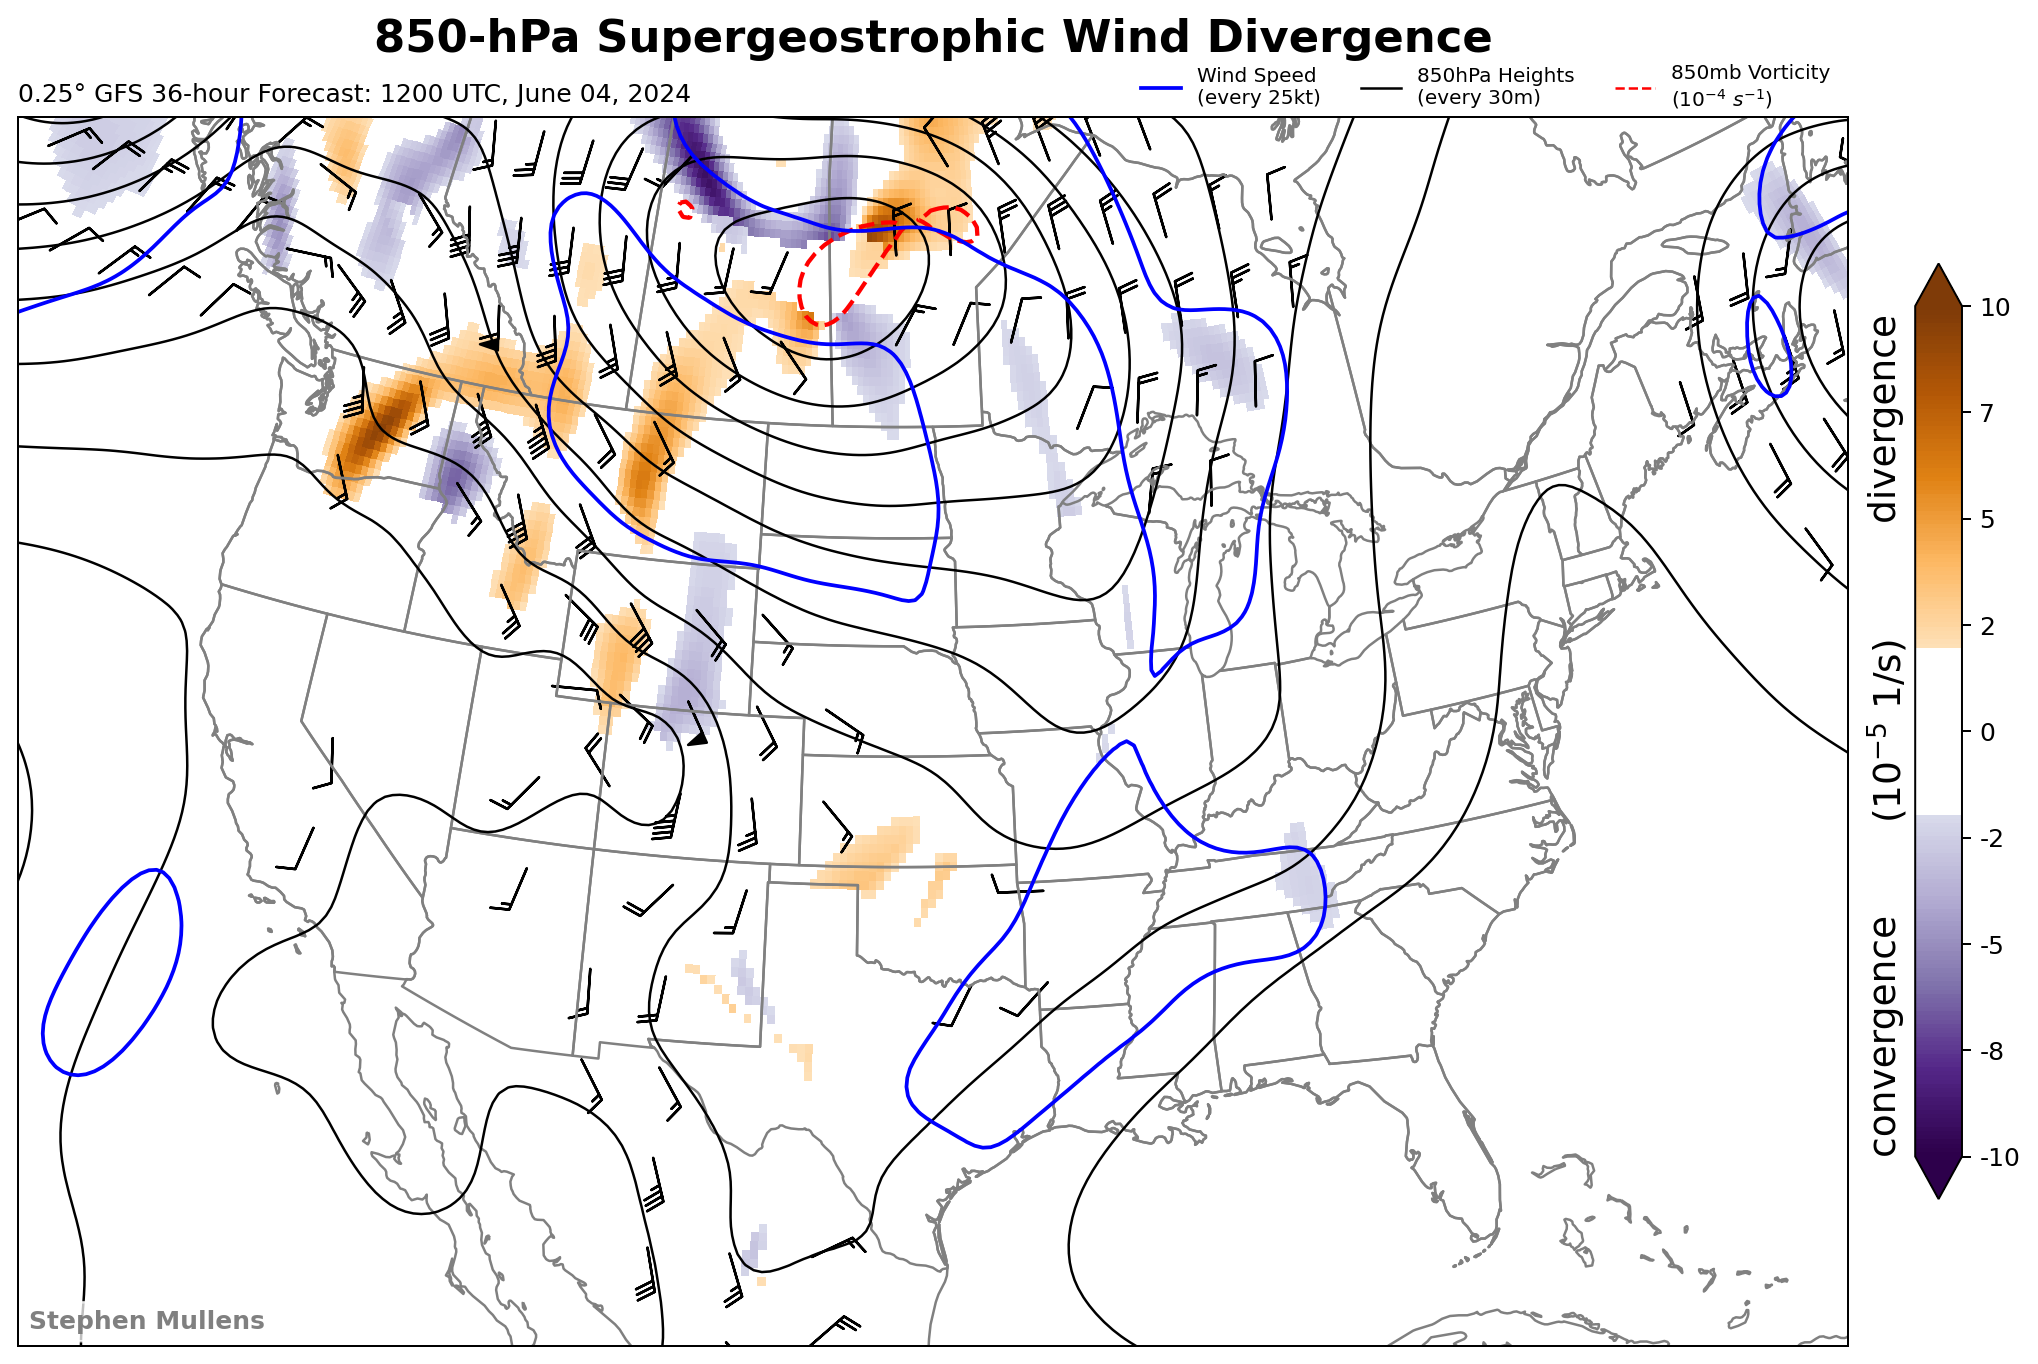 850-hPa Supergeostrophic Wind Divergence
0.25° GFS 36-hour Forecast: 1200 UTC, June 04, 2024
Wind Speed
(every 25kt)
850hPa Heights
(every 30m)
850mb Vorticity
(10⁻⁴ s⁻¹)
10
7
5
2
0
-2
-5
-8
-10
convergence (10⁻⁵ 1/s) divergence
Stephen Mullens